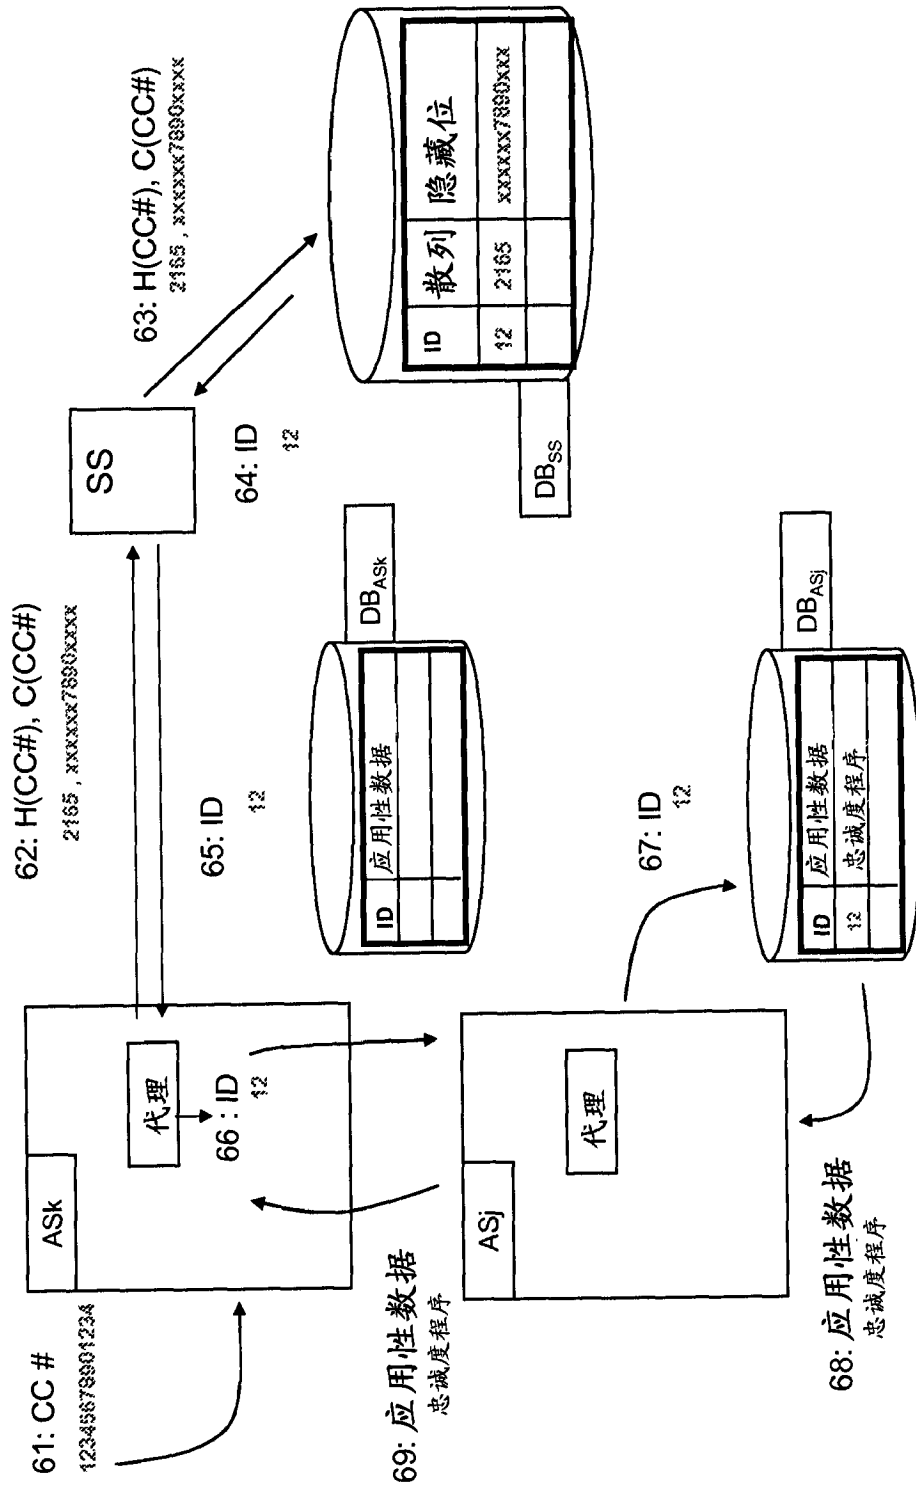 61: CC #
12345678901234
ASk
代理
66 : ID
12
62: H(CC#), C(CC#)
2165 , xxxxxx7890xxxx
65: ID
12
SS
63: H(CC#), C(CC#)
2165 , xxxxxx7890xxxx
64: ID
12
ID 散列 隐藏位
12 2165 xxxxxx7890xxx
DBSS
DBASk
ID 应用性数据
69: 应用性数据
忠诚度程序
ASj
代理
67: ID
12
DBASj
ID 应用性数据
12 忠诚度程序
68: 应用性数据
忠诚度程序